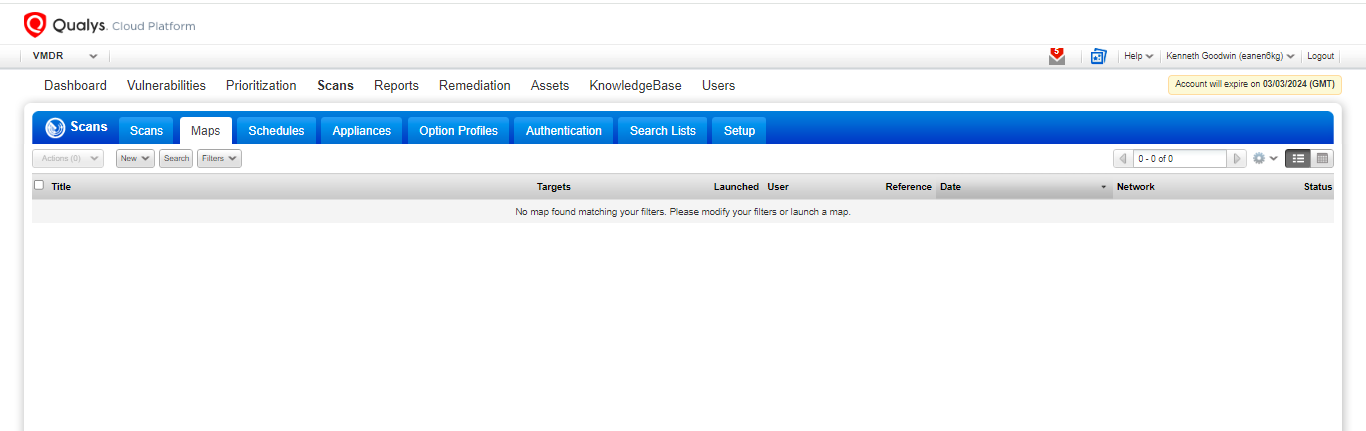 Qualys. Cloud Platform
VMDR
5
Help
Kenneth Goodwin (eanen6kg)
Logout
Dashboard Vulnerabilities Prioritization Scans Reports Remediation Assets KnowledgeBase Users
Account will expire on 03/03/2024 (GMT)
Scans Scans Maps Schedules Appliances Option Profiles Authentication Search Lists Setup
Actions (0) New Search Filters 0 - 0 of 0
Title Targets Launched User Reference Date Network Status
No map found matching your filters. Please modify your filters or launch a map.